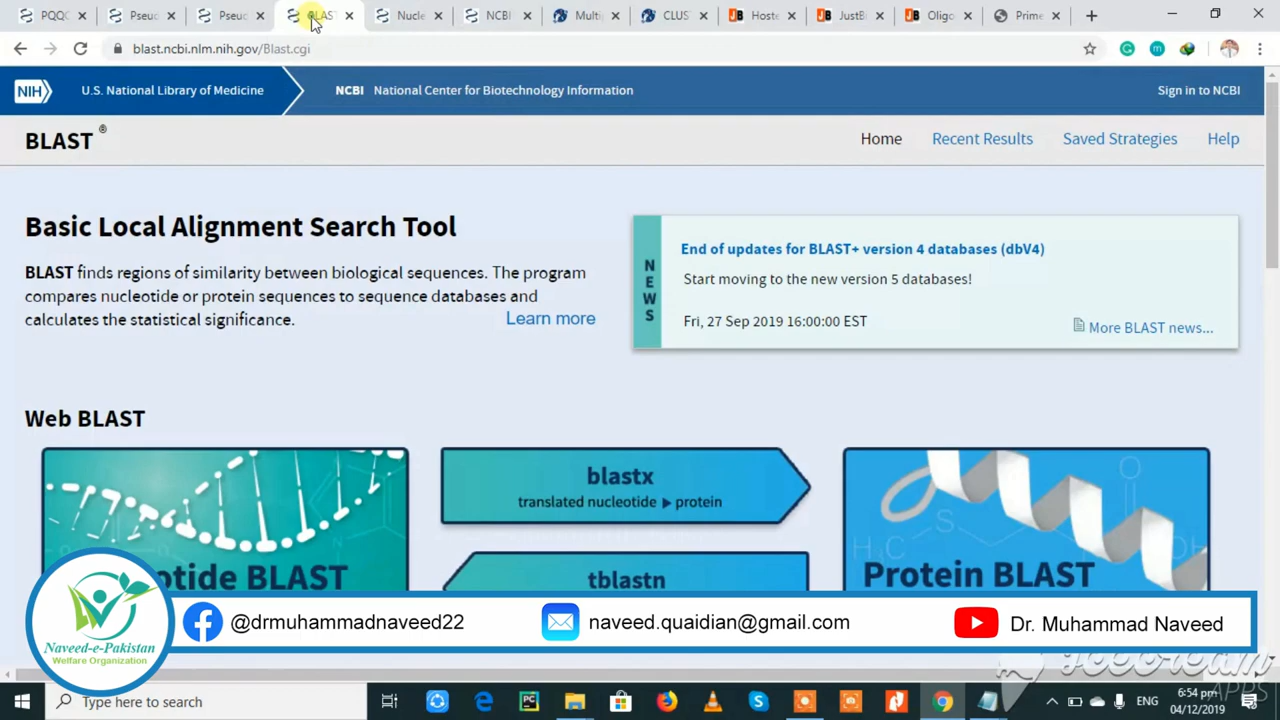 PQQC
Pseud
Pseud
BLAST
Nucle
NCBI
Multi
CLUS
Hoste
JustB
Oligo
Prime
blast.ncbi.nlm.nih.gov/Blast.cgi
NIH U.S. National Library of Medicine NCBI National Center for Biotechnology Information Sign in to NCBI
BLAST ® Home Recent Results Saved Strategies Help
Basic Local Alignment Search Tool
BLAST finds regions of similarity between biological sequences. The program
compares nucleotide or protein sequences to sequence databases and
calculates the statistical significance. Learn more
NEWS
End of updates for BLAST+ version 4 databases (dbV4)
Start moving to the new version 5 databases!
Fri, 27 Sep 2019 16:00:00 EST
More BLAST news...
Web BLAST
otide BLAST
blastx
translated nucleotide ▶ protein
tblastn
Protein BLAST
Naveed-e-Pakistan
Welfare Organization
@drmuhammadnaveed22 naveed.quaidian@gmail.com Dr. Muhammad Naveed
Type here to search
ENG
6:54 pm
04/12/2019
APPS